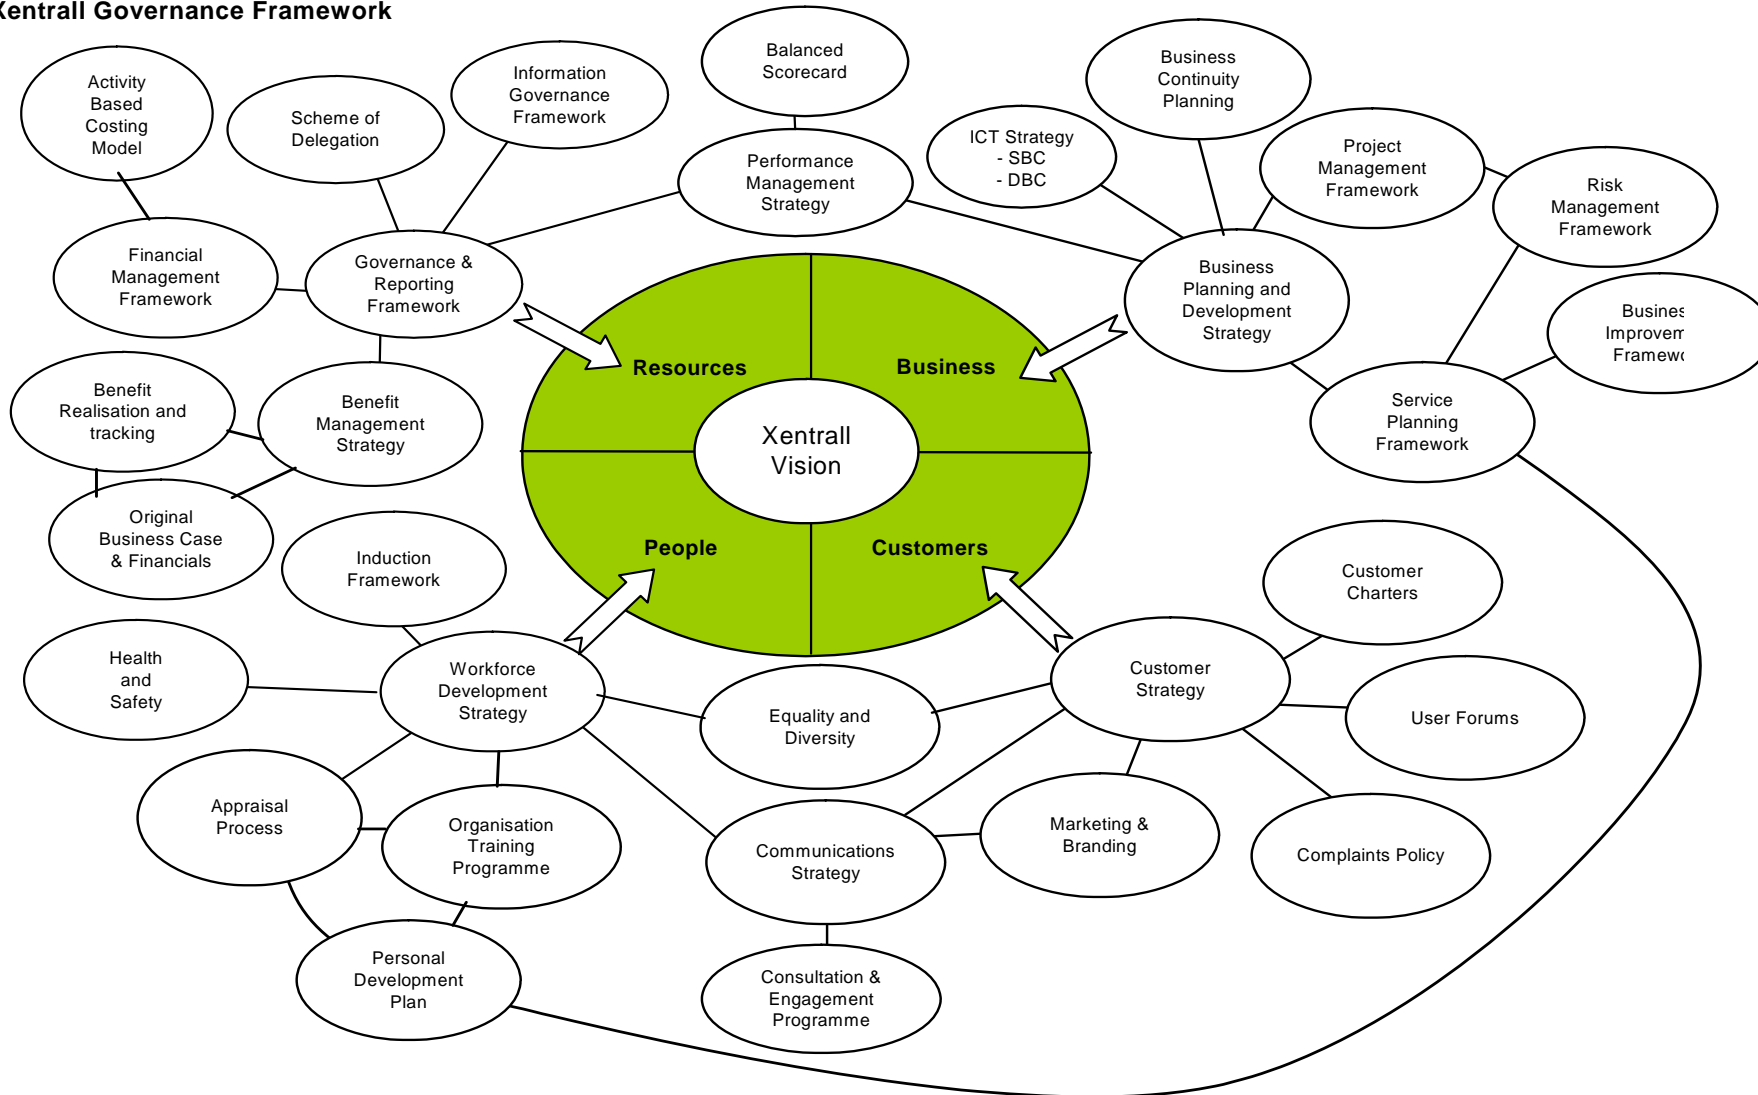 Xentrall Governance Framework
Activity
Based
Costing
Model
Scheme of
Delegation
Information
Governance
Framework
Balanced
Scorecard
Performance
Management
Strategy
ICT Strategy
- SBC
- DBC
Business
Continuity
Planning
Project
Management
Framework
Risk
Management
Framework
Financial
Management
Framework
Governance &
Reporting
Framework
Business
Planning and
Development
Strategy
Busines
Improvem
Framewo
Benefit
Realisation and
tracking
Benefit
Management
Strategy
Resources
Business
Service
Planning
Framework
Xentrall
Vision
Original
Business Case
& Financials
Induction
Framework
People
Customers
Customer
Charters
Health
and
Safety
Workforce
Development
Strategy
Equality and
Diversity
Customer
Strategy
User Forums
Appraisal
Process
Organisation
Training
Programme
Communications
Strategy
Marketing &
Branding
Complaints Policy
Personal
Development
Plan
Consultation &
Engagement
Programme